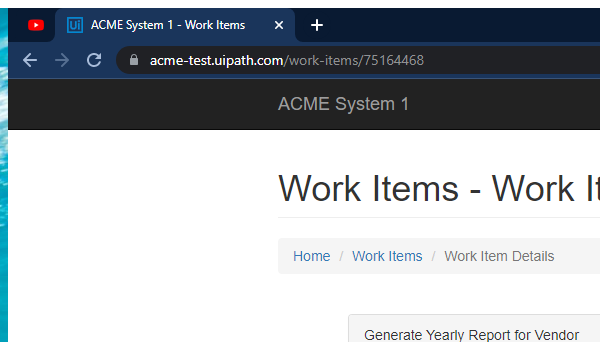 Ui ACME System 1 - Work Items
acme-test.uipath.com/work-items/75164468
ACME System 1
Work Items - Work It
Home / Work Items / Work Item Details
Generate Yearly Report for Vendor